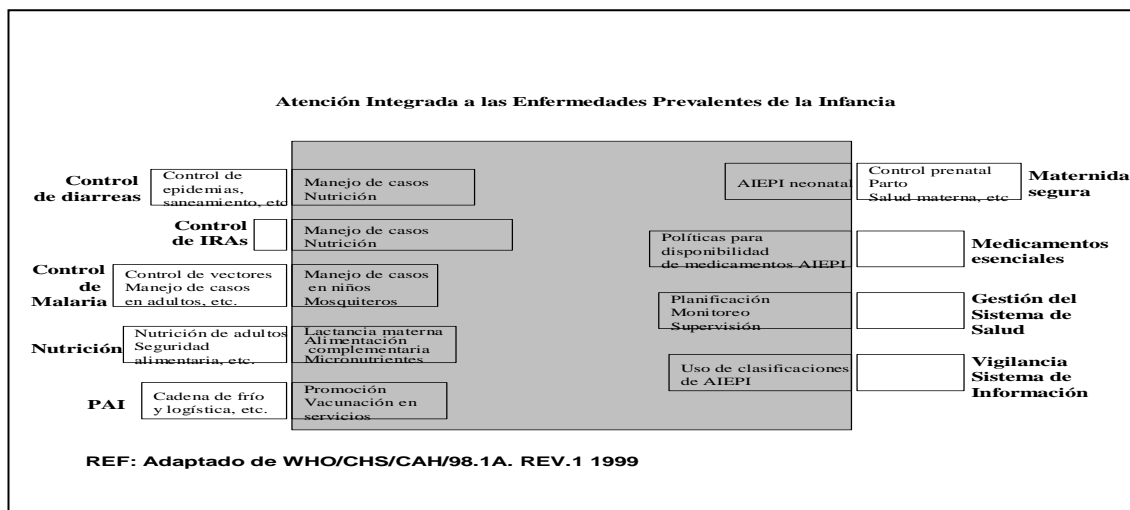 Atención Integrada a las Enfermedades Prevalentes de la Infancia
Control
de diarreas
Control de
epidemias,
saneamiento, etc
Manejo de casos
Nutrición
Control
de IRAs
Manejo de casos
Nutrición
Control
de
Malaria
Control de vectores
Manejo de casos
en adultos, etc.
Manejo de casos
en niños
Mosquiteros
Nutrición
Nutrición de adultos
Seguridad
alimentaria, etc.
Lactancia materna
Alimentación
complementaria
Micronutrientes
PAI
Cadena de frío
y logística, etc.
Promoción
Vacunación en
servicios
AIEPI neonatal
Control prenatal
Parto
Salud materna, etc
Maternida
segura
Políticas para
disponibilidad
de medicamentos AIEPI
Medicamentos
esenciales
Planificación
Monitoreo
Supervisión
Gestión del
Sistema de
Salud
Uso de clasificaciones
de AIEPI
Vigilancia
Sistema de
Información
REF: Adaptado de WHO/CHS/CAH/98.1A. REV.1 1999